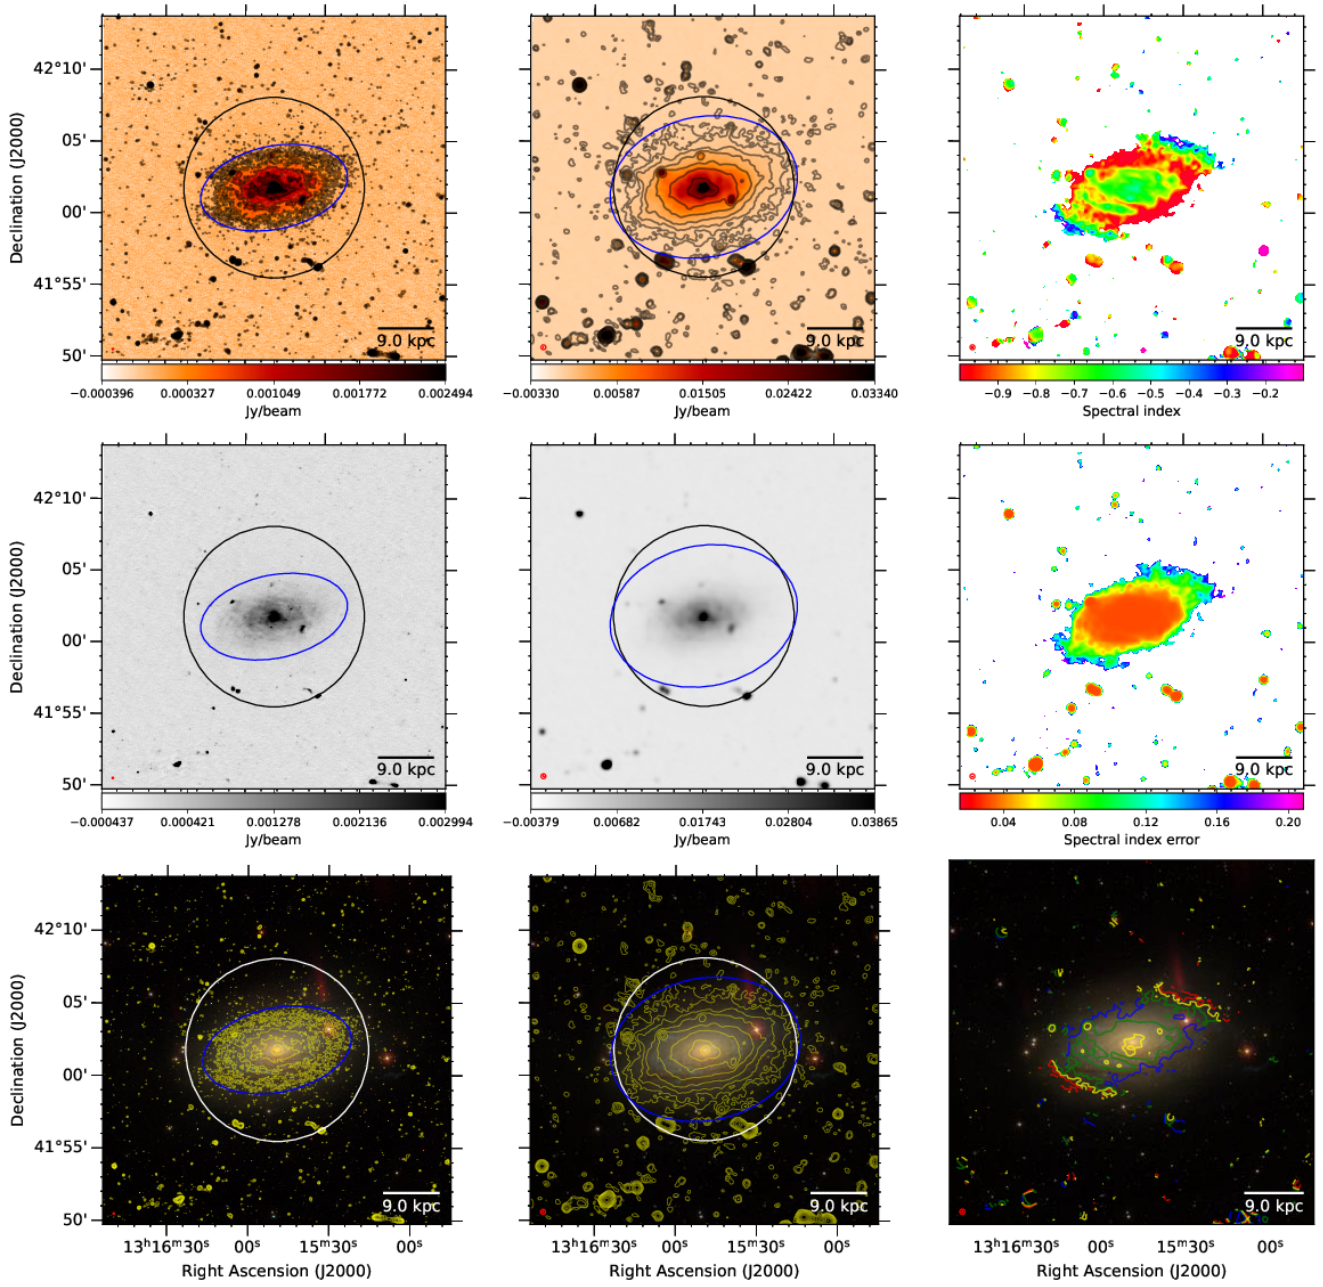 42°10'
05'
00'
41°55'
50'
Declination (J2000)
9.0 kpc
9.0 kpc
9.0 kpc
−0.000396 0.000327 0.001049 0.001772 0.002494
Jy/beam
−0.00330 0.00587 0.01505 0.02422 0.03340
Jy/beam
−0.9 −0.8 −0.7 −0.6 −0.5 −0.4 −0.3 −0.2
Spectral index
42°10'
05'
00'
41°55'
50'
Declination (J2000)
9.0 kpc
9.0 kpc
9.0 kpc
−0.000437 0.000421 0.001278 0.002136 0.002994
Jy/beam
−0.00379 0.00682 0.01743 0.02804 0.03865
Jy/beam
0.04 0.08 0.12 0.16 0.20
Spectral index error
42°10'
05'
00'
41°55'
50'
Declination (J2000)
9.0 kpc
9.0 kpc
9.0 kpc
13ʰ16ᵐ30ˢ 00ˢ 15ᵐ30ˢ 00ˢ
Right Ascension (J2000)
13ʰ16ᵐ30ˢ 00ˢ 15ᵐ30ˢ 00ˢ
Right Ascension (J2000)
13ʰ16ᵐ30ˢ 00ˢ 15ᵐ30ˢ 00ˢ
Right Ascension (J2000)